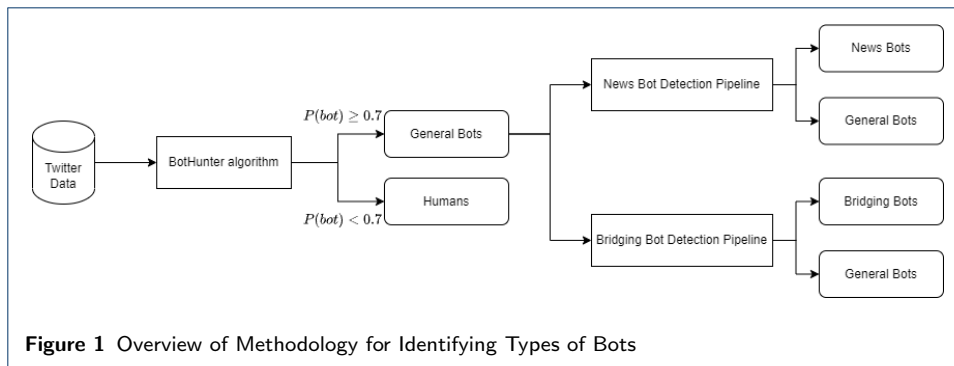 Twitter
Data
BotHunter algorithm
P(bot) ≥ 0.7
P(bot) < 0.7
General Bots
Humans
News Bot Detection Pipeline
Bridging Bot Detection Pipeline
News Bots
General Bots
Bridging Bots
General Bots
Figure 1 Overview of Methodology for Identifying Types of Bots